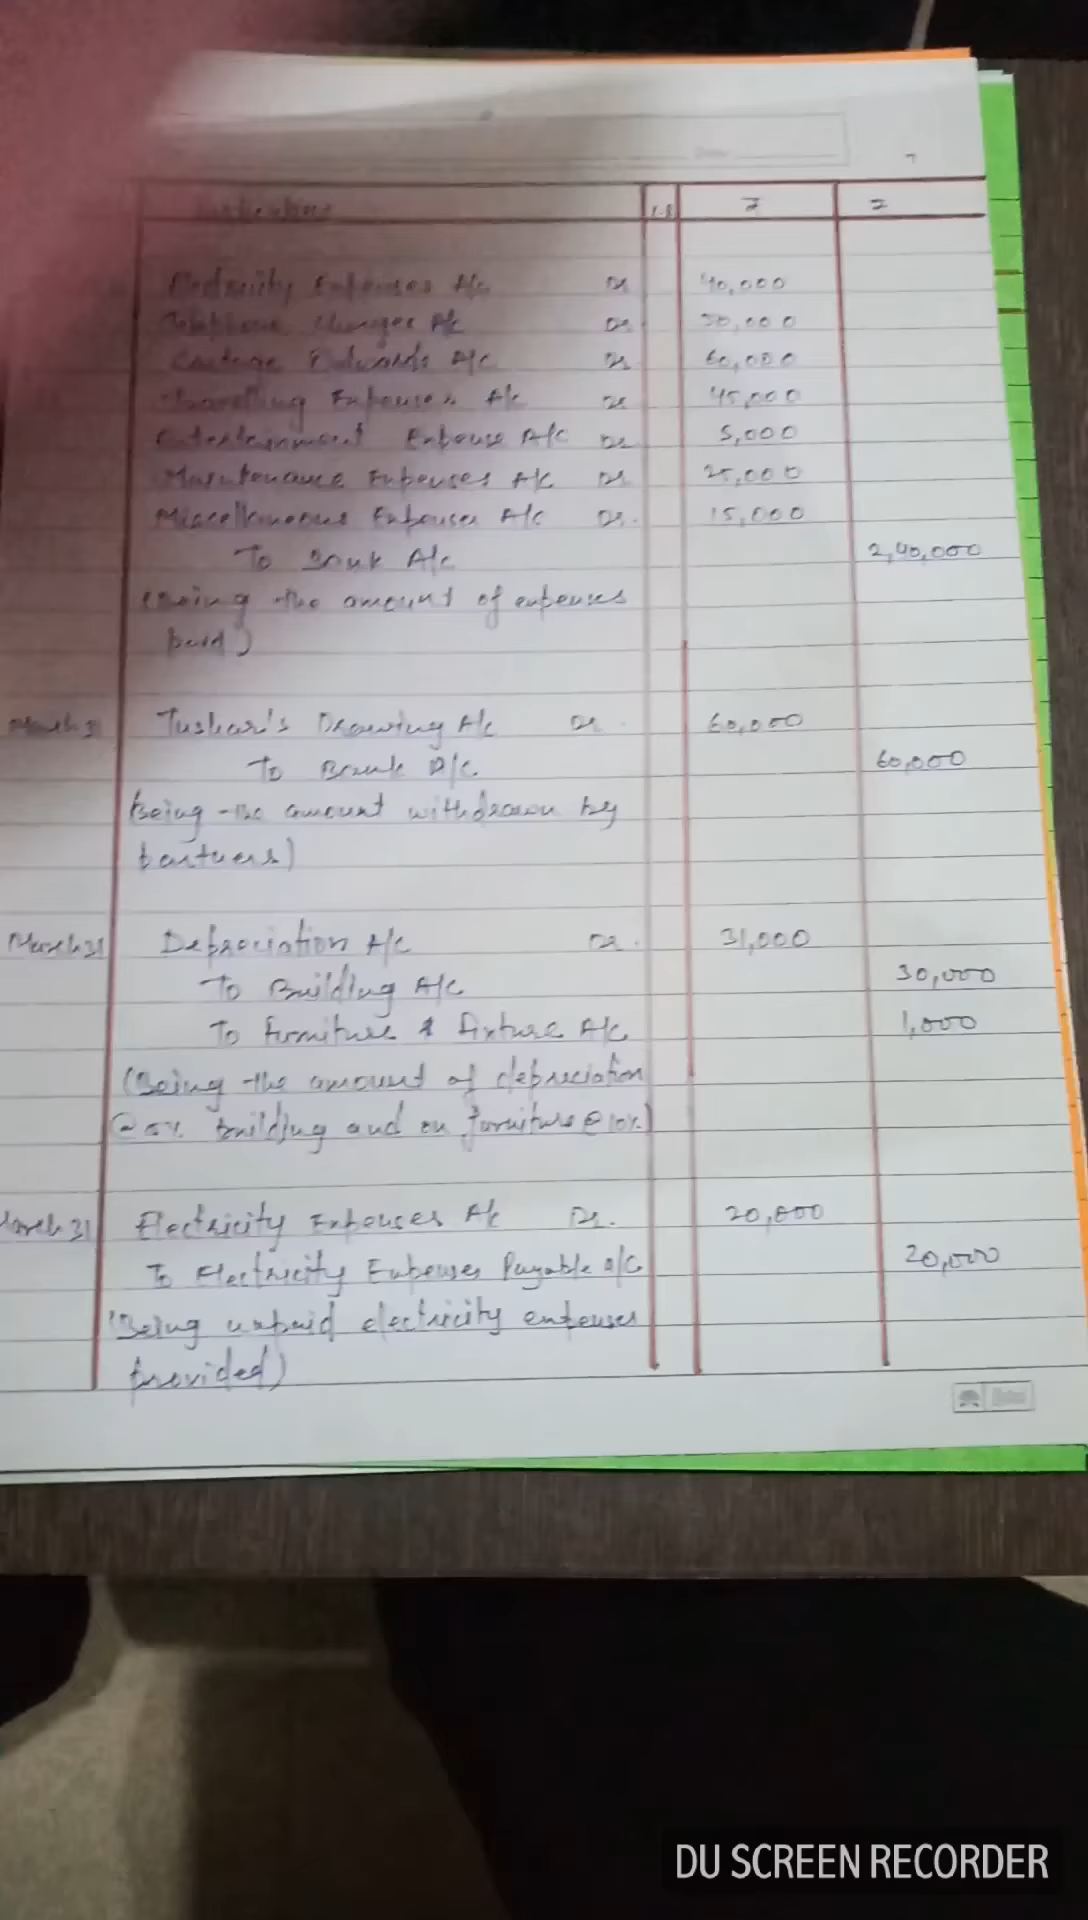 Particulars L.F ₹ ₹
Electricity Expenses A/c Dr 40,000
Telephone Charges A/c Dr 50,000
Cartage A/c Dr 60,000
Travelling Expenses A/c Dr 45,000
Entertainment Expense A/c Dr 5,000
Maintenance Expenses A/c Dr 25,000
Miscellaneous Expenses A/c Dr. 15,000
To Bank A/c 2,40,000
(Being the amount of expenses
paid)
March 31 Tushar's Drawing A/c Dr. 60,000
To Bank A/c 60,000
(Being the amount withdrawn by
partners)
March 31 Depreciation A/c Dr. 31,000
To Building A/c 30,000
To Furniture & fixture A/c 1,000
(Being the amount of depreciation
@ 5% building and on furniture @ 10%)
March 31 Electricity Expenses A/c Dr. 20,000
To Electricity Expenses Payable a/c 20,000
(Being unpaid electricity expenses
provided)
DU SCREEN RECORDER